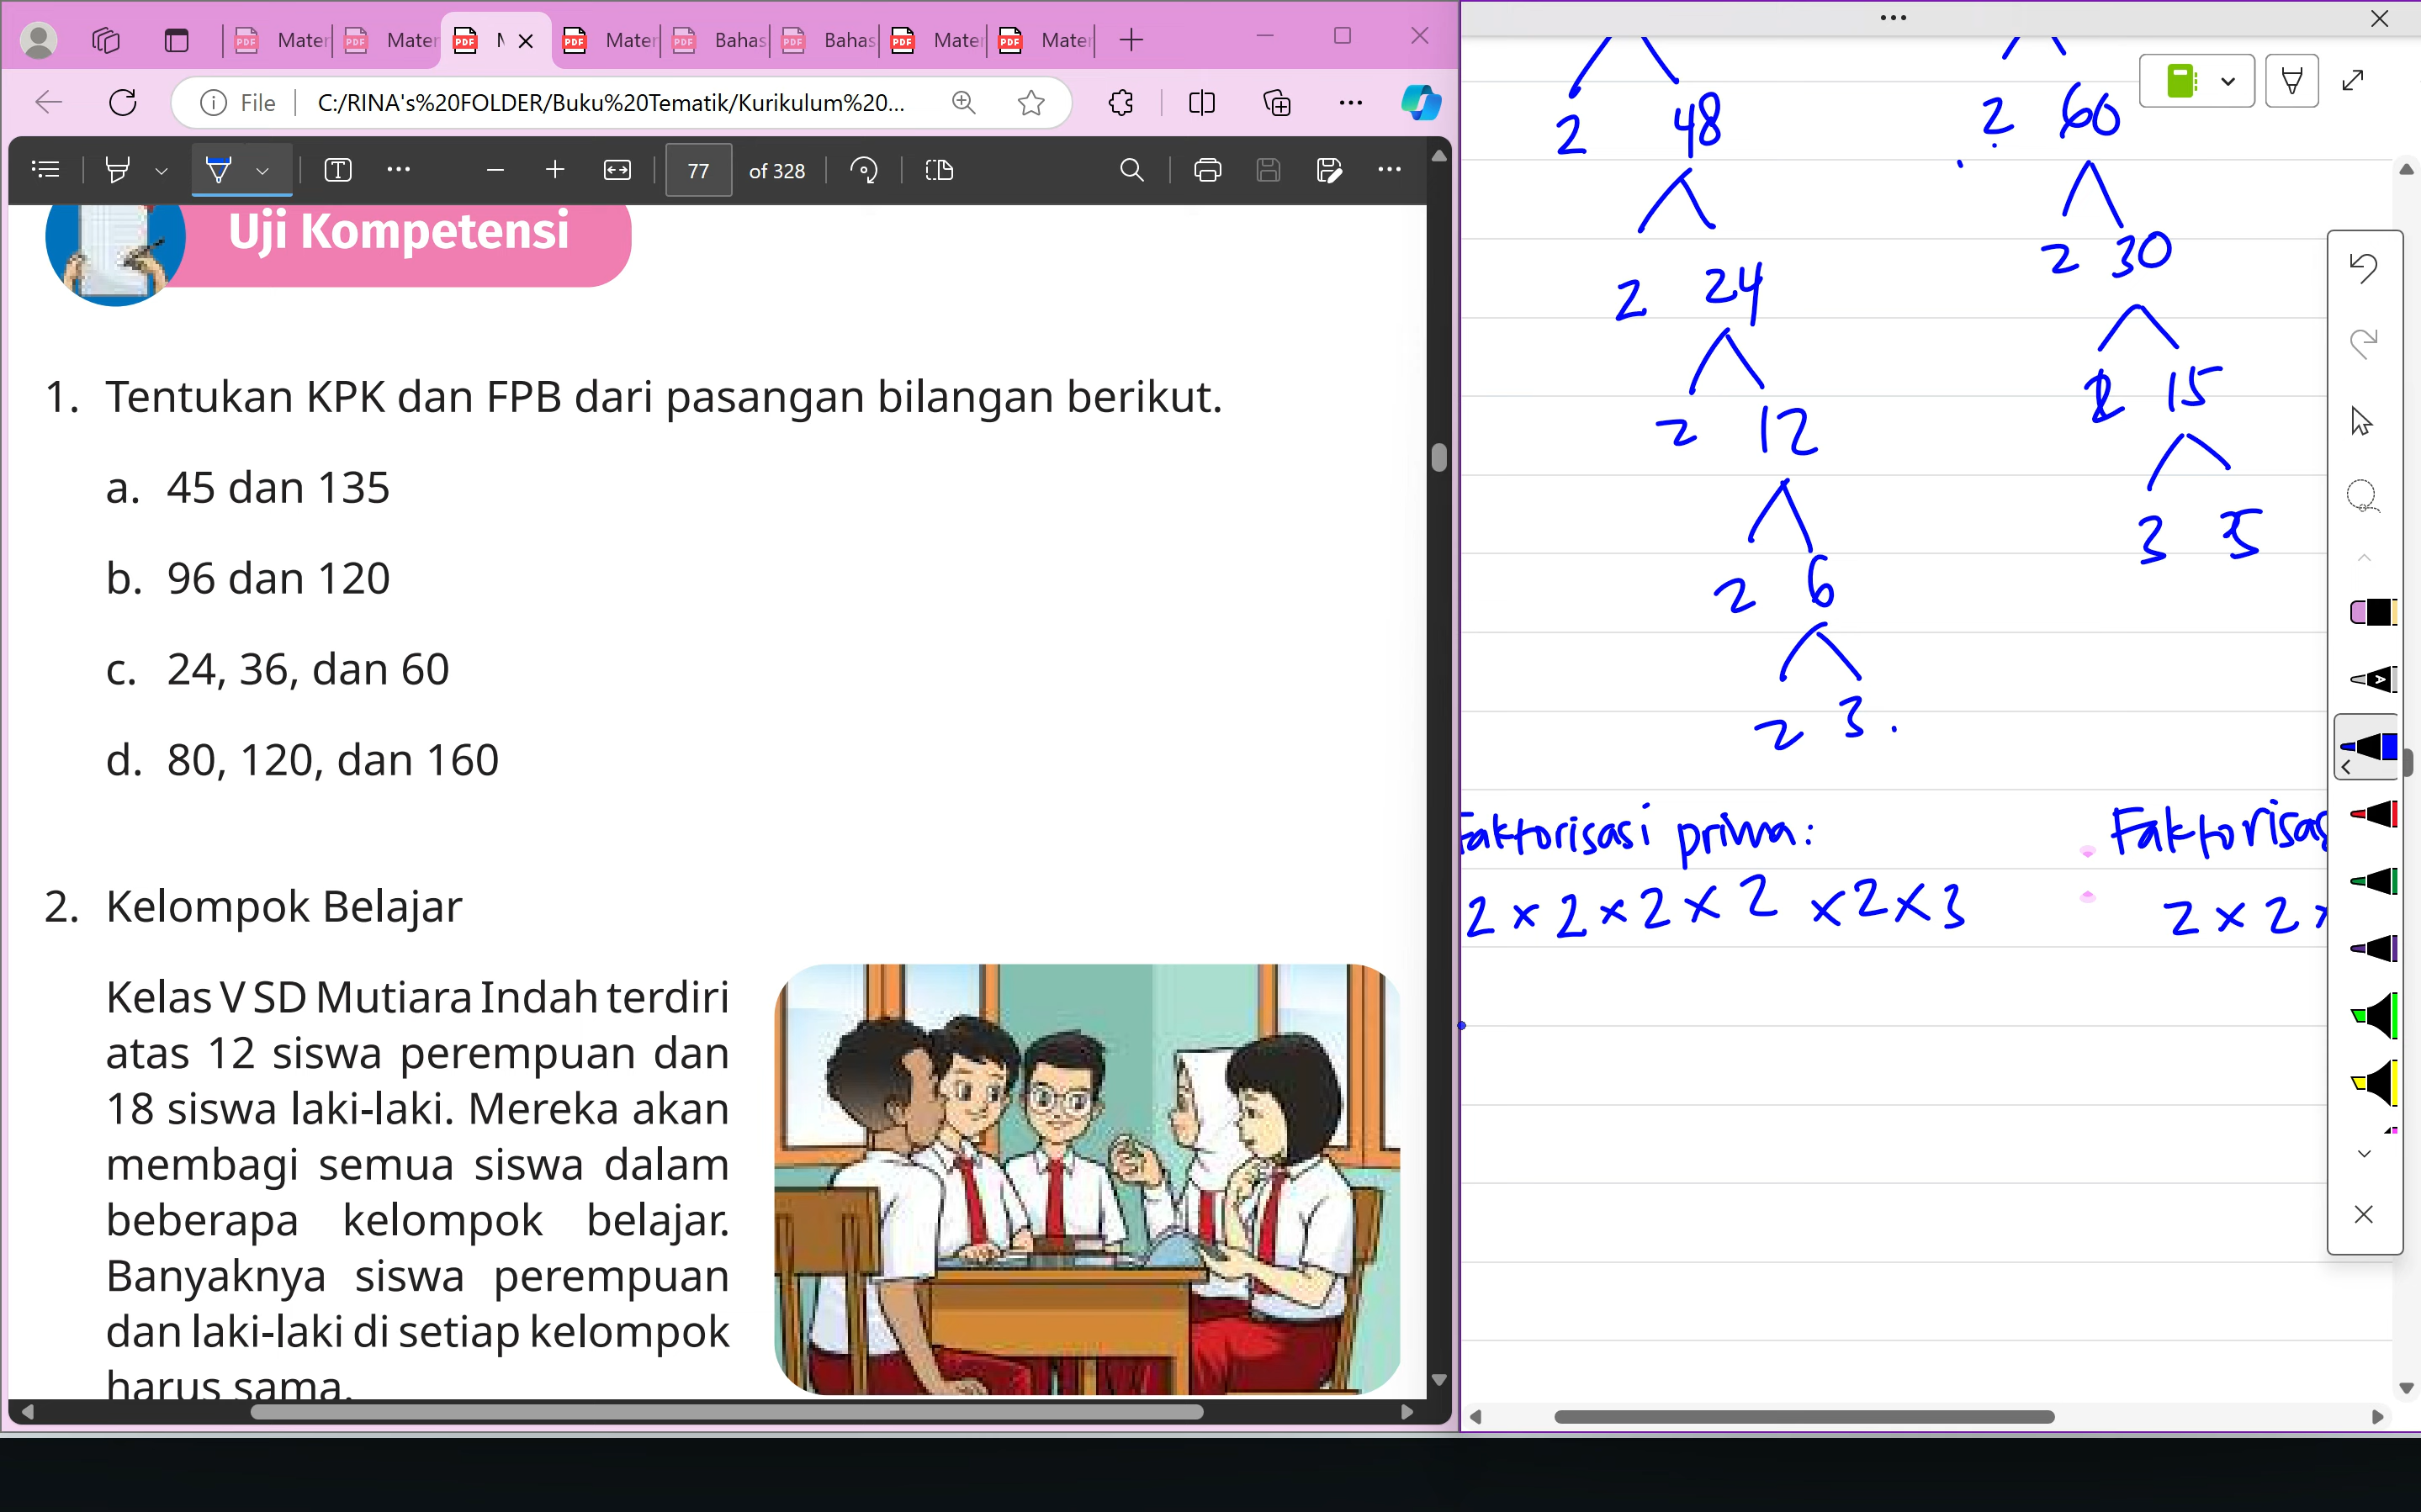 Mater
Mater
M
Mater
Bahas
Bahas
Mater
Mater
File
C:/RINA's%20FOLDER/Buku%20Tematik/Kurikulum%20...
77 of 328
Uji Kompetensi
1. Tentukan KPK dan FPB dari pasangan bilangan berikut.
a. 45 dan 135
b. 96 dan 120
c. 24, 36, dan 60
d. 80, 120, dan 160
2. Kelompok Belajar
Kelas V SD Mutiara Indah terdiri
atas 12 siswa perempuan dan
18 siswa laki-laki. Mereka akan
membagi semua siswa dalam
beberapa kelompok belajar.
Banyaknya siswa perempuan
dan laki-laki di setiap kelompok
harus sama.
2 48
2 24
2 12
2 6
2 3 .
2 60
2 30
2 15
3 5
Faktorisasi prima:
2 × 2 × 2 × 2 × 2 × 3
Faktorisas
2 × 2 ×